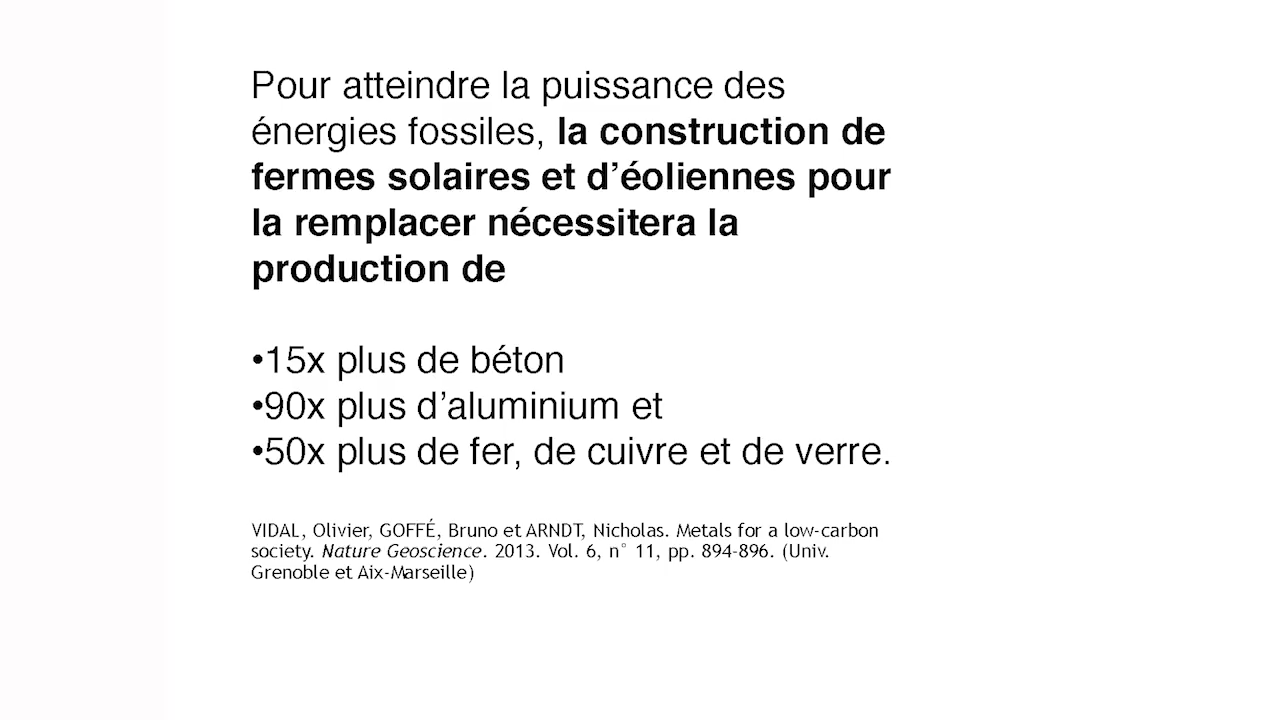 Pour atteindre la puissance des
énergies fossiles, la construction de
fermes solaires et d’éoliennes pour
la remplacer nécessitera la
production de
•15x plus de béton
•90x plus d’aluminium et
•50x plus de fer, de cuivre et de verre.
VIDAL, Olivier, GOFFÉ, Bruno et ARNDT, Nicholas. Metals for a low-carbon
society. Nature Geoscience. 2013. Vol. 6, n° 11, pp. 894-896. (Univ.
Grenoble et Aix-Marseille)